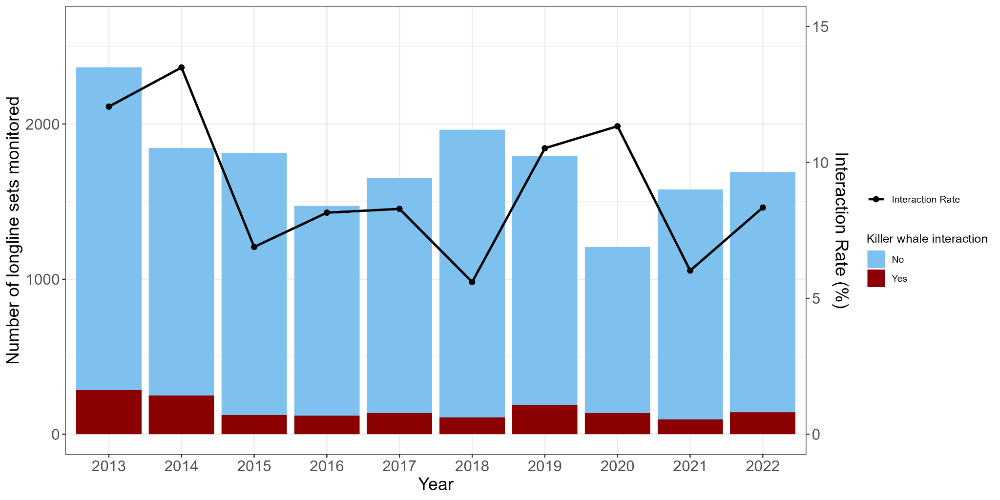 Number of longline sets monitored
2000
1000
0
15
10
5
0
Interaction Rate (%)
2013 2014 2015 2016 2017 2018 2019 2020 2021 2022
Year
Interaction Rate
Killer whale interaction
No
Yes